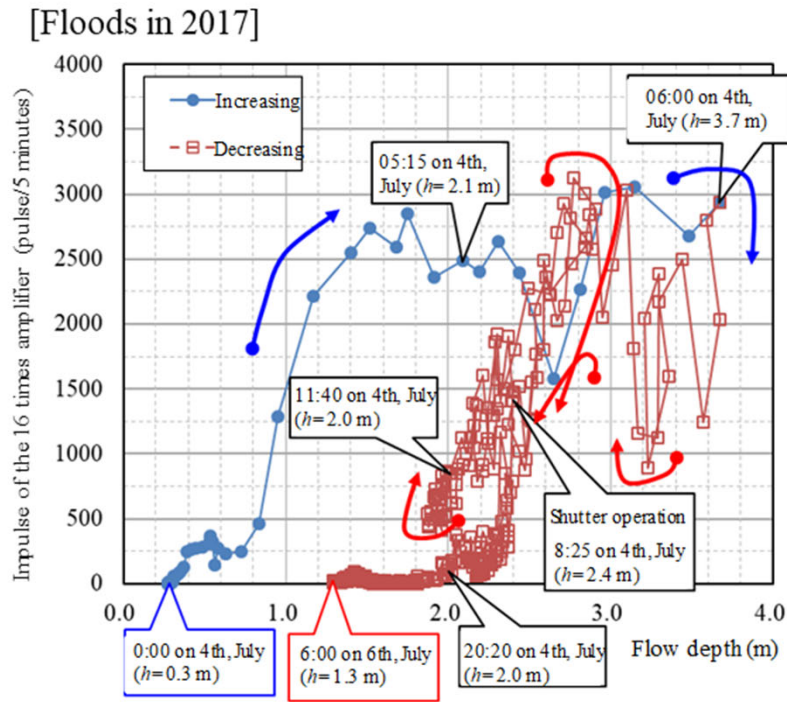 [Floods in 2017]
Impulse of the 16 times amplifier (pulse/5 minutes)
4000
3500
3000
2500
2000
1500
1000
500
0
Increasing
Decreasing
05:15 on 4th,
July (h=2.1 m)
06:00 on 4th,
July (h=3.7 m)
11:40 on 4th, July
(h=2.0 m)
Shutter operation
8:25 on 4th, July
(h=2.4 m)
0.0
1.0
2.0
3.0
4.0
Flow depth (m)
0:00 on 4th, July
(h=0.3 m)
6:00 on 6th, July
(h=1.3 m)
20:20 on 4th, July
(h=2.0 m)